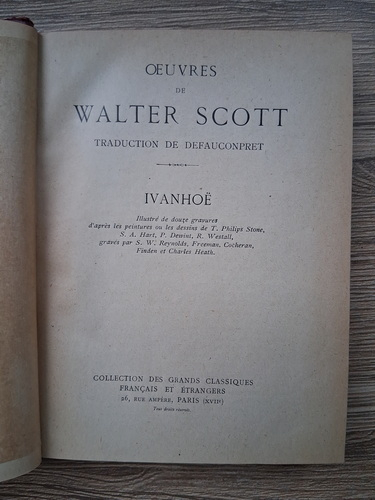 ŒUVRES
DE
WALTER SCOTT
TRADUCTION DE DEFAUCONPRET
IVANHOË
Illustré de douze gravures
d'après les peintures ou les dessins de T. Philips Stone,
S. A. Hart, P. Dewint, R. Westall,
gravés par S. W. Reynolds, Freeman, Cocheran,
Finden et Charles Heath.
COLLECTION DES GRANDS CLASSIQUES
FRANÇAIS ET ÉTRANGERS
26, RUE AMPÈRE, PARIS (XVIIᵉ)
Tous droits réservés.